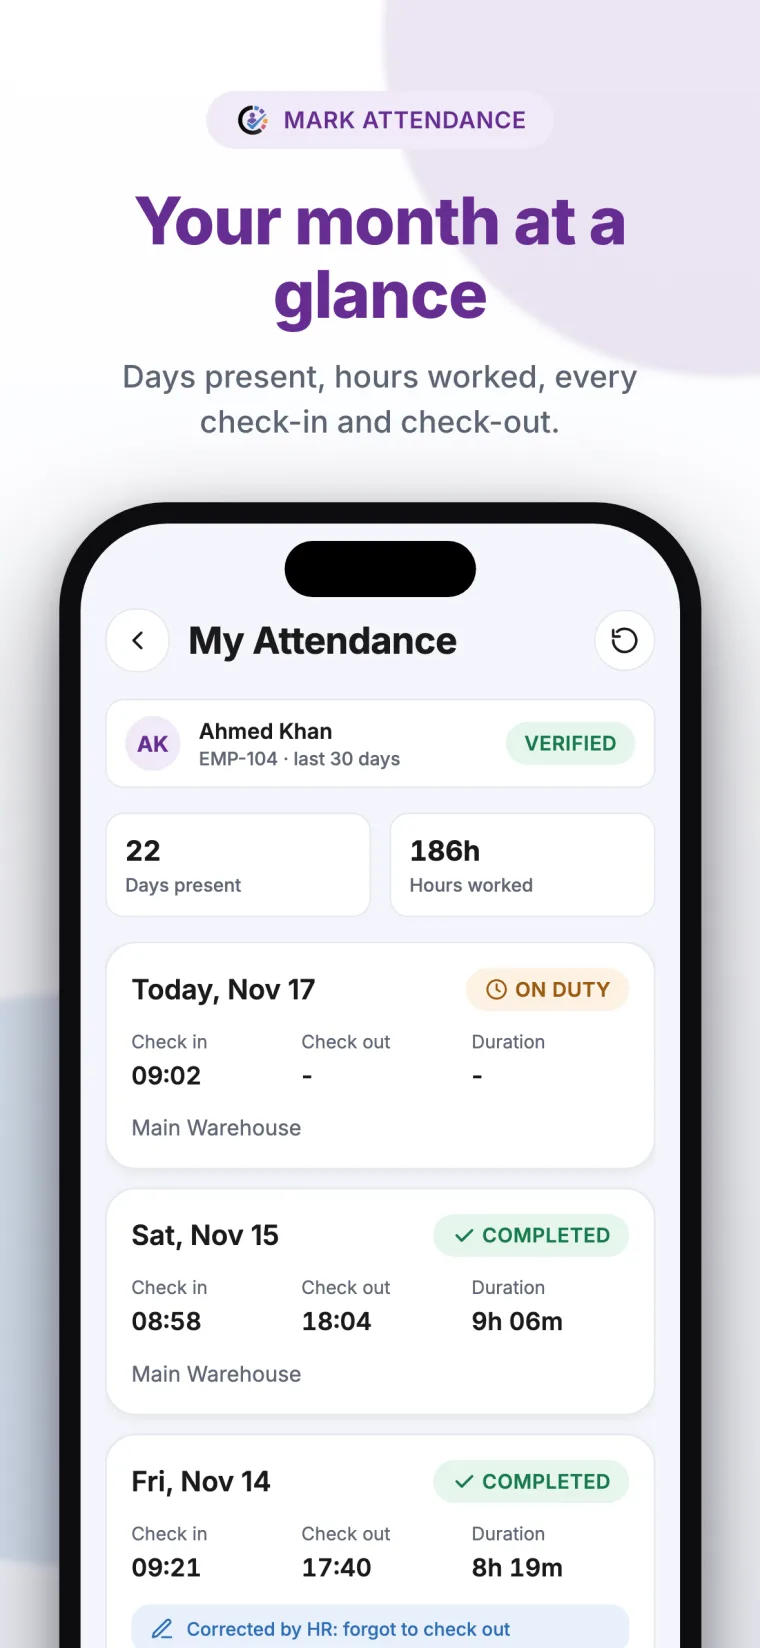 MARK ATTENDANCE
Your month at a
glance
Days present, hours worked, every
check-in and check-out.
My Attendance
AK
Ahmed Khan
EMP-104 · last 30 days
VERIFIED
22
Days present
186h
Hours worked
Today, Nov 17
ON DUTY
Check in
Check out
Duration
09:02
-
-
Main Warehouse
Sat, Nov 15
COMPLETED
Check in
Check out
Duration
08:58
18:04
9h 06m
Main Warehouse
Fri, Nov 14
COMPLETED
Check in
Check out
Duration
09:21
17:40
8h 19m
Corrected by HR: forgot to check out